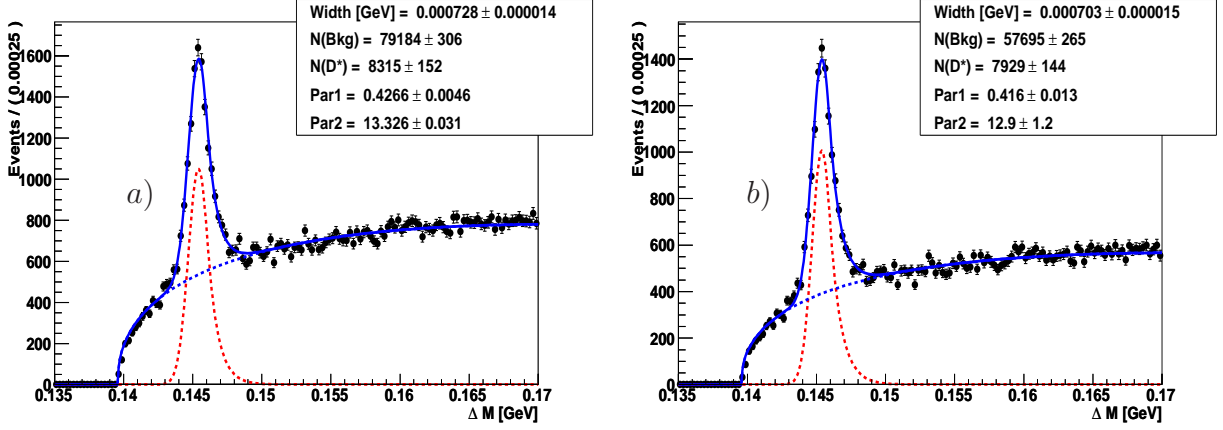 Width [GeV] = 0.000728 ± 0.000014
N(Bkg) = 79184 ± 306
N(D*) = 8315 ± 152
Par1 = 0.4266 ± 0.0046
Par2 = 13.326 ± 0.031
Events / ( 0.00025 )
1600
1400
1200
1000
800
600
400
200
0
a)
0.135 0.14 0.145 0.15 0.155 0.16 0.165 0.17
Δ M [GeV]
Width [GeV] = 0.000703 ± 0.000015
N(Bkg) = 57695 ± 265
N(D*) = 7929 ± 144
Par1 = 0.416 ± 0.013
Par2 = 12.9 ± 1.2
Events / ( 0.00025 )
1600
1400
1200
1000
800
600
400
200
0
b)
0.135 0.14 0.145 0.15 0.155 0.16 0.165 0.17
Δ M [GeV]